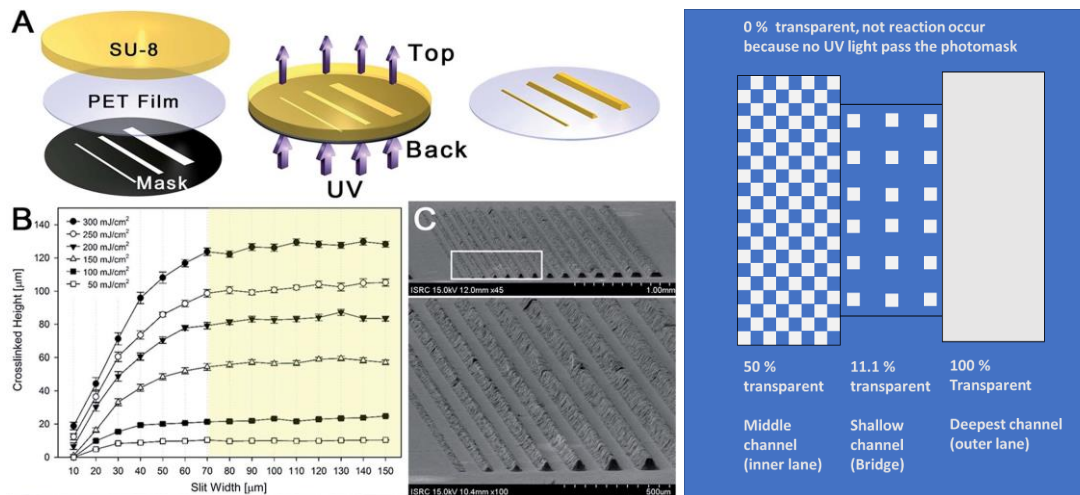 A
SU-8
PET Film
Mask
Top
Back
UV
B
300 mJ/cm²
250 mJ/cm²
200 mJ/cm²
150 mJ/cm²
100 mJ/cm²
50 mJ/cm²
Crosslinked Height [μm]
140
120
100
80
60
40
20
0
10 20 30 40 50 60 70 80 90 100 110 120 130 140 150
Slit Width [μm]
C
ISRC 15.0kV 12.0mm x45 1.00mm
ISRC 15.0kV 10.4mm x100 500um
0 % transparent, not reaction occur
because no UV light pass the photomask
50 %
transparent
Middle
channel
(inner lane)
11.1 %
transparent
Shallow
channel
(Bridge)
100 %
Transparent
Deepest channel
(outer lane)